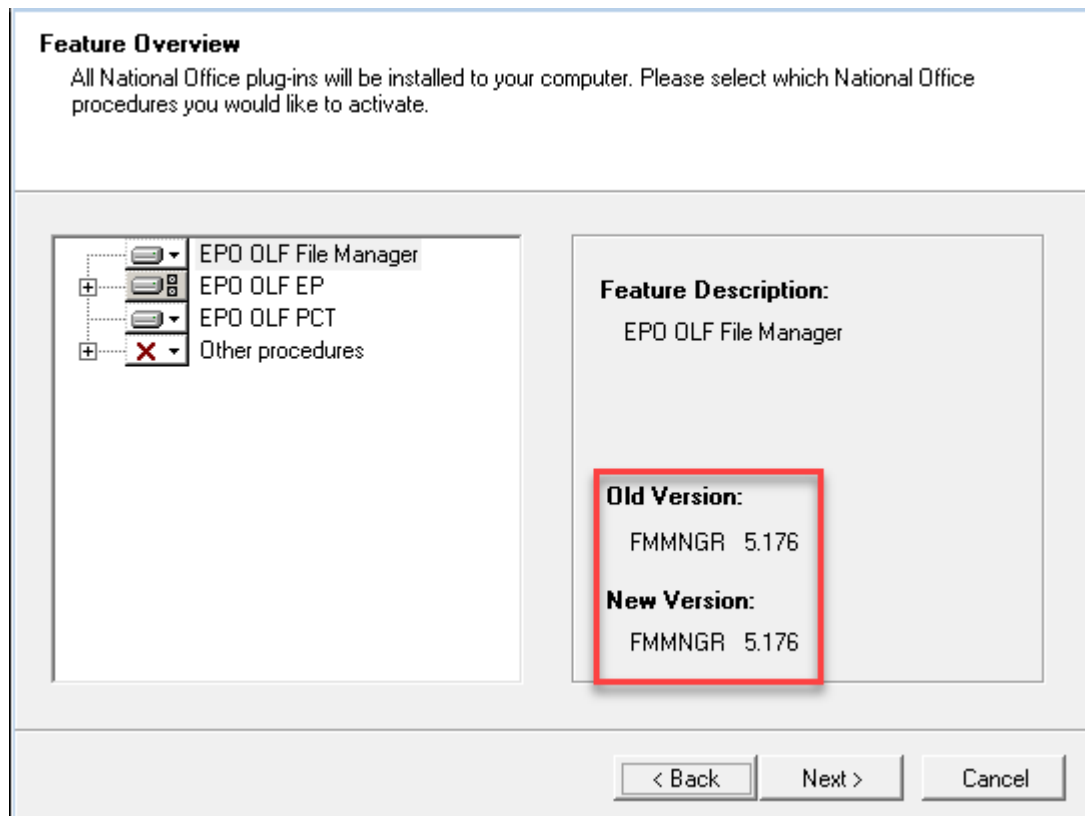 Feature Overview
All National Office plug-ins will be installed to your computer. Please select which National Office
procedures you would like to activate.
EPO OLF File Manager
EPO OLF EP
EPO OLF PCT
Other procedures
Feature Description:
EPO OLF File Manager
Old Version:
FMMNGR 5.176
New Version:
FMMNGR 5.176
< Back
Next >
Cancel